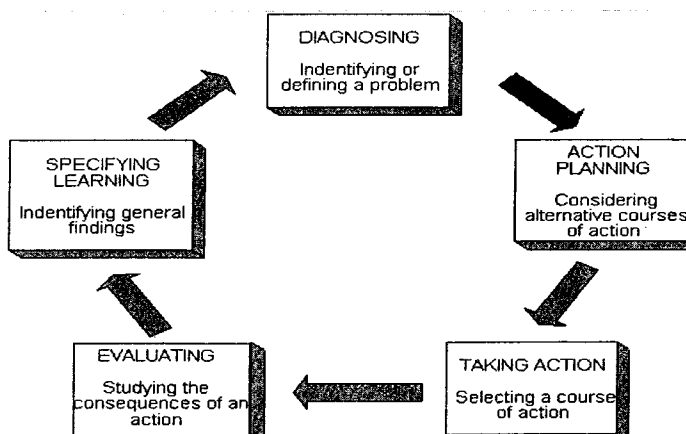 DIAGNOSING
Indentifying or
defining a problem
ACTION
PLANNING
Considering
alternative courses
of action
TAKING ACTION
Selecting a course
of action
EVALUATING
Studying the
consequences of an
action
SPECIFYING
LEARNING
Indentifying general
findings